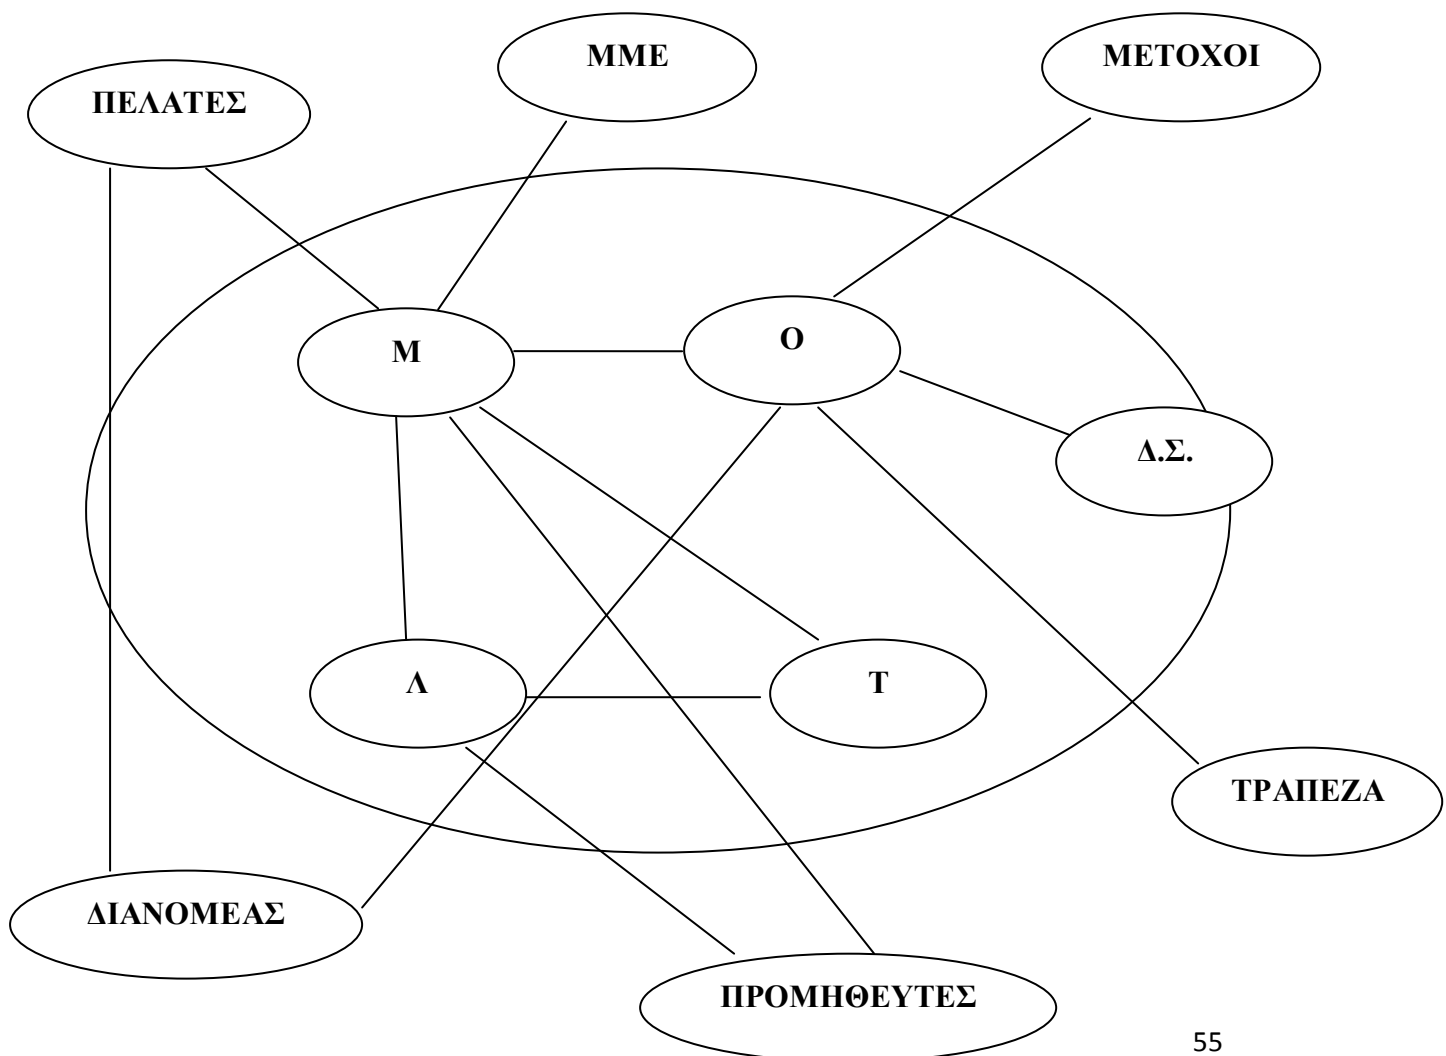 ΜΜΕ
ΜΕΤΟΧΟΙ
ΠΕΛΑΤΕΣ
Μ
Ο
Δ.Σ.
Λ
Τ
ΤΡΑΠΕΖΑ
ΔΙΑΝΟΜΕΑΣ
ΠΡΟΜΗΘΕΥΤΕΣ
55